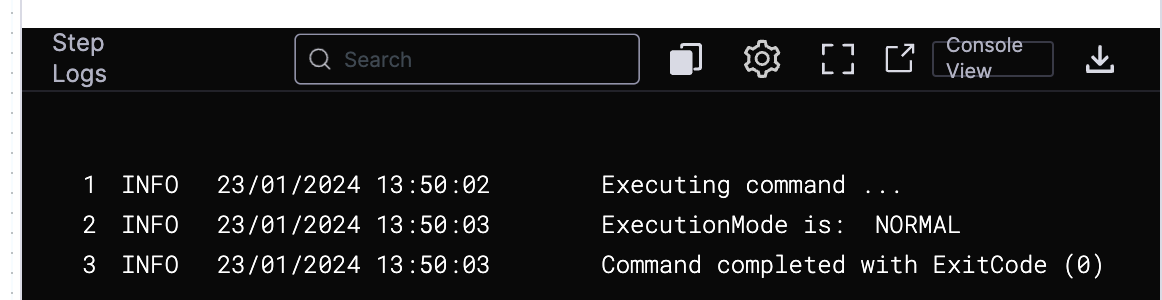 Step
Logs
Search
Console
View
1 INFO 23/01/2024 13:50:02 Executing command ...
2 INFO 23/01/2024 13:50:03 ExecutionMode is:  NORMAL
3 INFO 23/01/2024 13:50:03 Command completed with ExitCode (0)